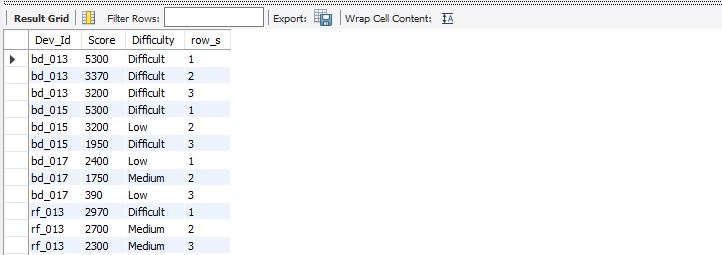 Result Grid Filter Rows: Export: Wrap Cell Content: IA
Dev_Id Score Difficulty row_s
bd_013 5300 Difficult 1
bd_013 3370 Difficult 2
bd_013 3200 Difficult 3
bd_015 5300 Difficult 1
bd_015 3200 Low 2
bd_015 1950 Difficult 3
bd_017 2400 Low 1
bd_017 1750 Medium 2
bd_017 390 Low 3
rf_013 2970 Difficult 1
rf_013 2700 Medium 2
rf_013 2300 Medium 3